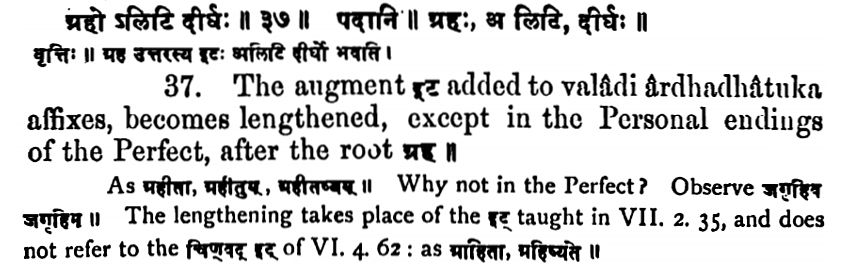 ग्रहो ऽलिटि दीर्घः ॥ ३७ ॥ पदानि ॥ ग्रहः, अ लिटि, दीर्घः ॥
वृत्तिः ॥ ग्रह उत्तरस्य इटः अलिटि दीर्घो भवति ।
37. The augment इट added to valâdi ârdhadhâtuka
affixes, becomes lengthened, except in the Personal endings
of the Perfect, after the root ग्रह् ॥
As ग्रहीता, ग्रहीतुम्, ग्रहीतव्यम् ॥ Why not in the Perfect? Observe जगृहिव
जगृहिम ॥ The lengthening takes place of the इट् taught in VII. 2. 35, and does
not refer to the चिण्वद् इट् of VI. 4. 62 : as ग्राहिता, ग्रहिष्यते ॥